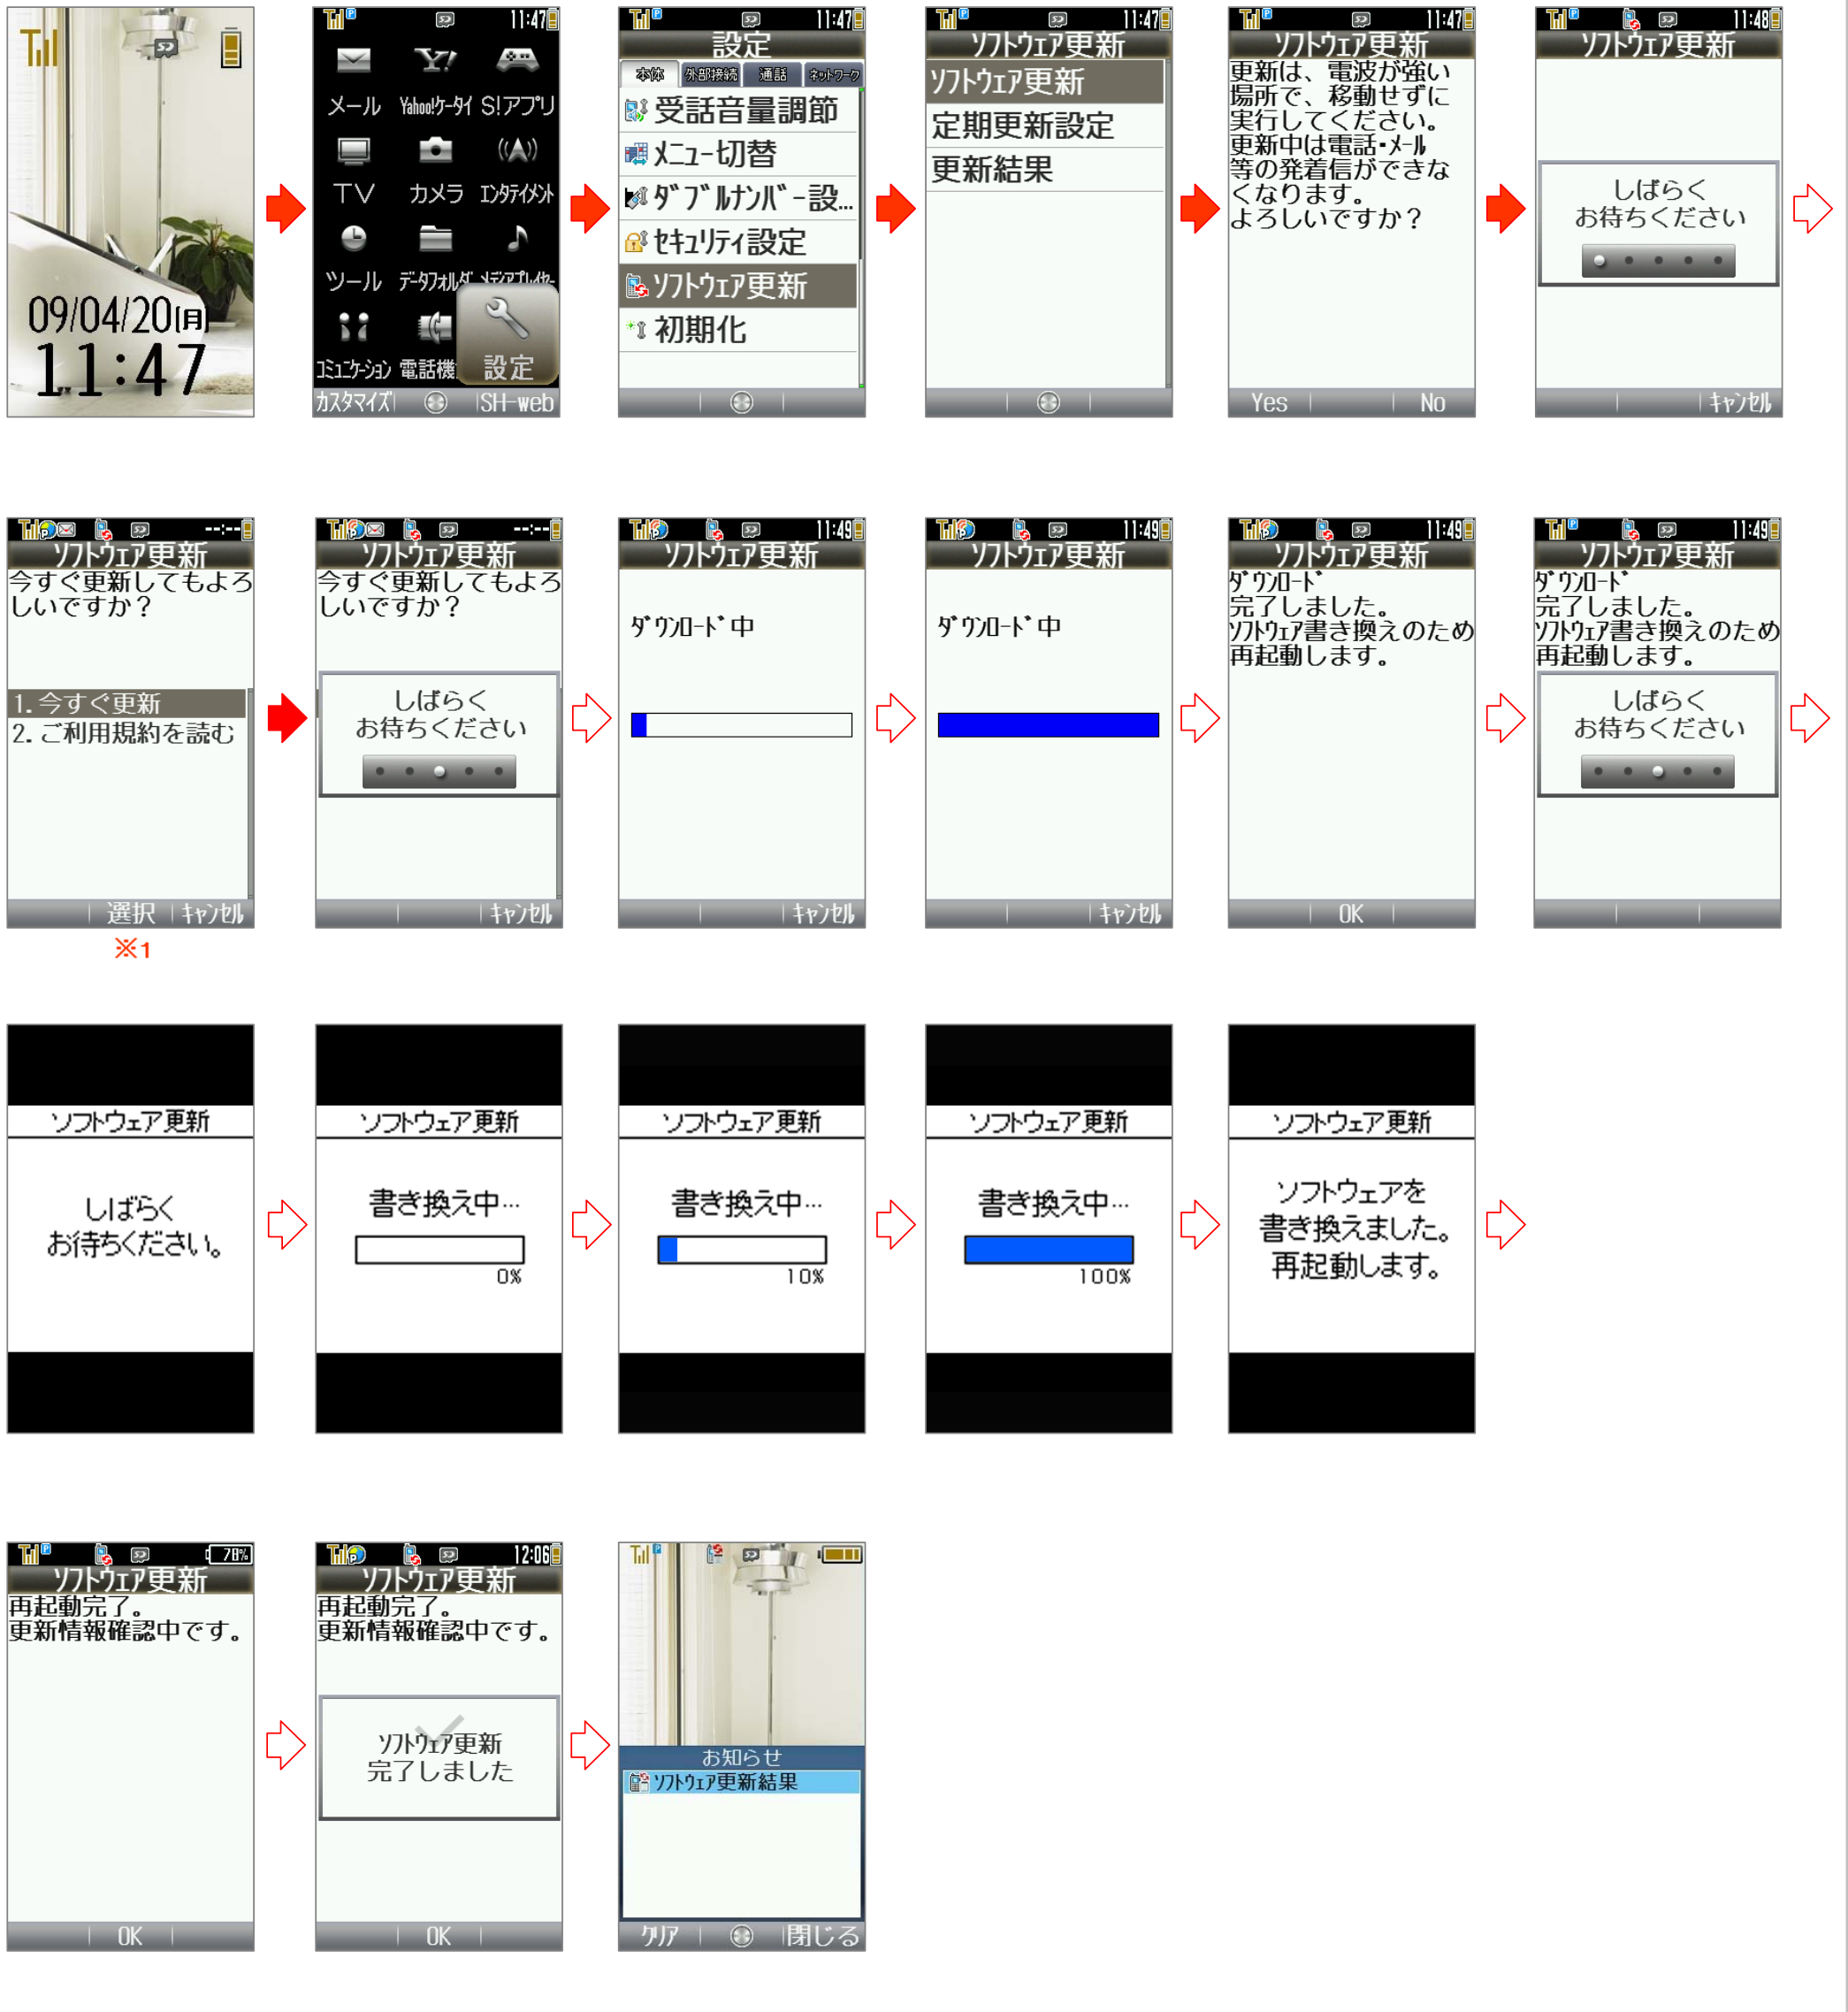 09/04/20(月)
11:47
11:47
メール
Yahoo!ケータイ
S!アプリ
TV
カメラ
エンタテイメント
ツール
データフォルダ
メディアプレイヤー
コミュニケーション
電話機
設定
カスタマイズ
SH-web
11:47
設定
本体
外部接続
通話
ネットワーク
受話音量調節
メニュー切替
ダブルナンバー設...
セキュリティ設定
ソフトウェア更新
初期化
11:47
ソフトウェア更新
ソフトウェア更新
定期更新設定
更新結果
11:47
ソフトウェア更新
更新は、電波が強い
場所で、移動せずに
実行してください。
更新中は電話・メール
等の発着信ができな
くなります。
よろしいですか？
Yes
No
11:48
ソフトウェア更新
しばらく
お待ちください
キャンセル
--:--
ソフトウェア更新
今すぐ更新してもよろ
しいですか？
1.今すぐ更新
2.ご利用規約を読む
選択
キャンセル
※1
--:--
ソフトウェア更新
今すぐ更新してもよろ
しいですか？
しばらく
お待ちください
キャンセル
11:49
ソフトウェア更新
ダウンロード中
キャンセル
11:49
ソフトウェア更新
ダウンロード中
キャンセル
11:49
ソフトウェア更新
ダウンロード
完了しました。
ソフトウェア書き換えのため
再起動します。
OK
11:49
ソフトウェア更新
ダウンロード
完了しました。
ソフトウェア書き換えのため
再起動します。
しばらく
お待ちください
ソフトウェア更新
しばらく
お待ちください。
ソフトウェア更新
書き換え中…
0%
ソフトウェア更新
書き換え中…
10%
ソフトウェア更新
書き換え中…
100%
ソフトウェア更新
ソフトウェアを
書き換えました。
再起動します。
78%
ソフトウェア更新
再起動完了。
更新情報確認中です。
OK
12:06
ソフトウェア更新
再起動完了。
更新情報確認中です。
ソフトウェア更新
完了しました
OK
お知らせ
ソフトウェア更新結果
クリア
閉じる